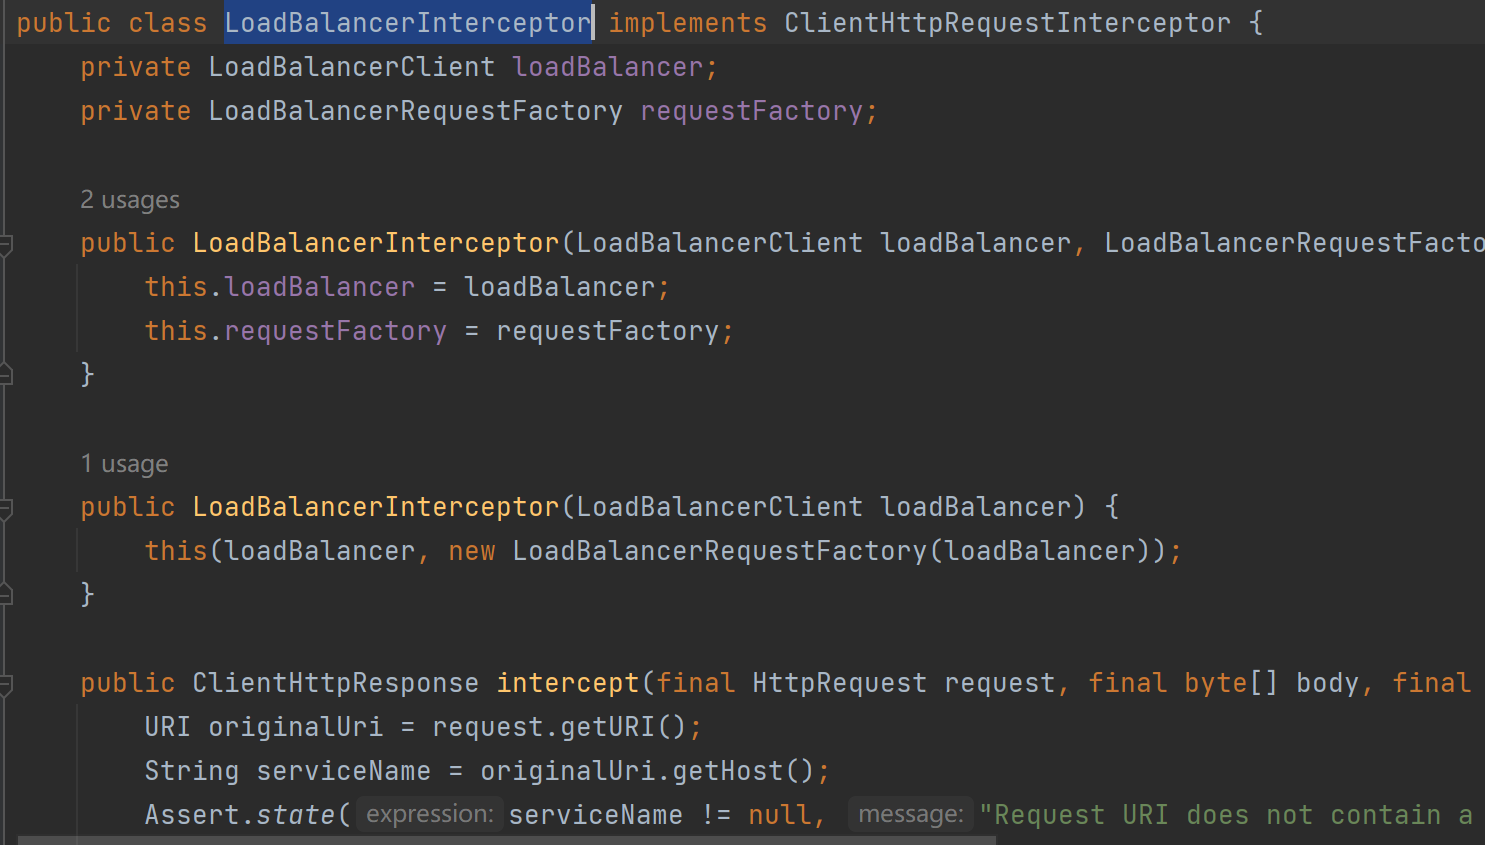 public class LoadBalancerInterceptor implements ClientHttpRequestInterceptor {
private LoadBalancerClient loadBalancer;
private LoadBalancerRequestFactory requestFactory;
2 usages
public LoadBalancerInterceptor(LoadBalancerClient loadBalancer, LoadBalancerRequestFacto
this.loadBalancer = loadBalancer;
this.requestFactory = requestFactory;
}
1 usage
public LoadBalancerInterceptor(LoadBalancerClient loadBalancer) {
this(loadBalancer, new LoadBalancerRequestFactory(loadBalancer));
}
public ClientHttpResponse intercept(final HttpRequest request, final byte[] body, final
URI originalUri = request.getURI();
String serviceName = originalUri.getHost();
Assert.state( expression: serviceName != null, message: "Request URI does not contain a